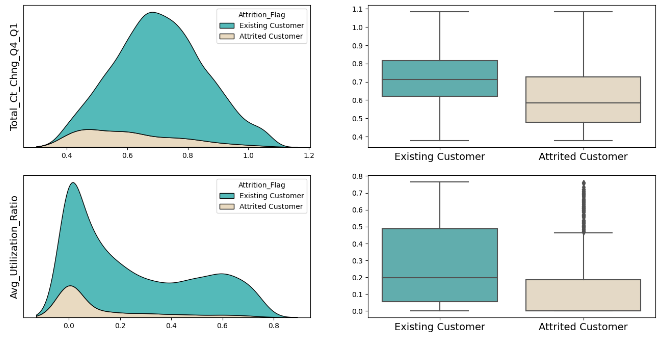 Total_Ct_Chng_Q4_Q1
Attrition_Flag
Existing Customer
Attrited Customer
0.4 0.6 0.8 1.0 1.2
1.1
1.0
0.9
0.8
0.7
0.6
0.5
0.4
Existing Customer Attrited Customer
Avg_Utilization_Ratio
Attrition_Flag
Existing Customer
Attrited Customer
0.0 0.2 0.4 0.6 0.8
0.8
0.7
0.6
0.5
0.4
0.3
0.2
0.1
0.0
Existing Customer Attrited Customer